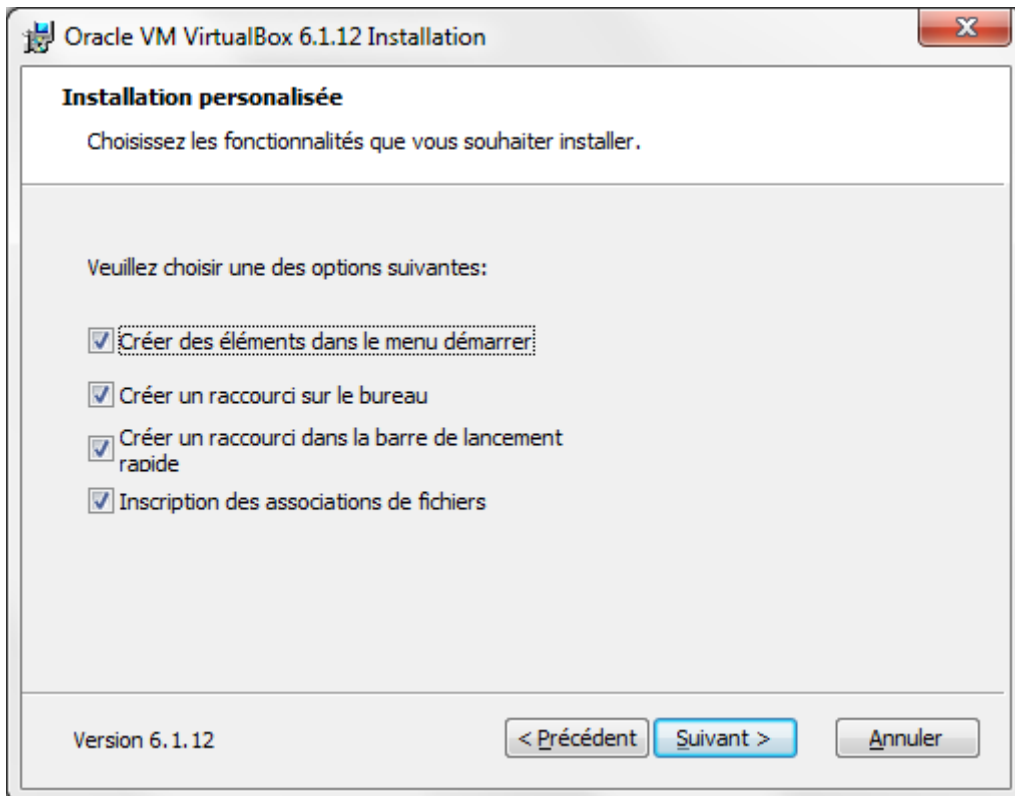 Oracle VM VirtualBox 6.1.12 Installation
Installation personalisée
Choisissez les fonctionnalités que vous souhaiter installer.
Veuillez choisir une des options suivantes:
Créer des éléments dans le menu démarrer
Créer un raccourci sur le bureau
Créer un raccourci dans la barre de lancement
rapide
Inscription des associations de fichiers
Version 6.1.12
< Précédent
Suivant >
Annuler